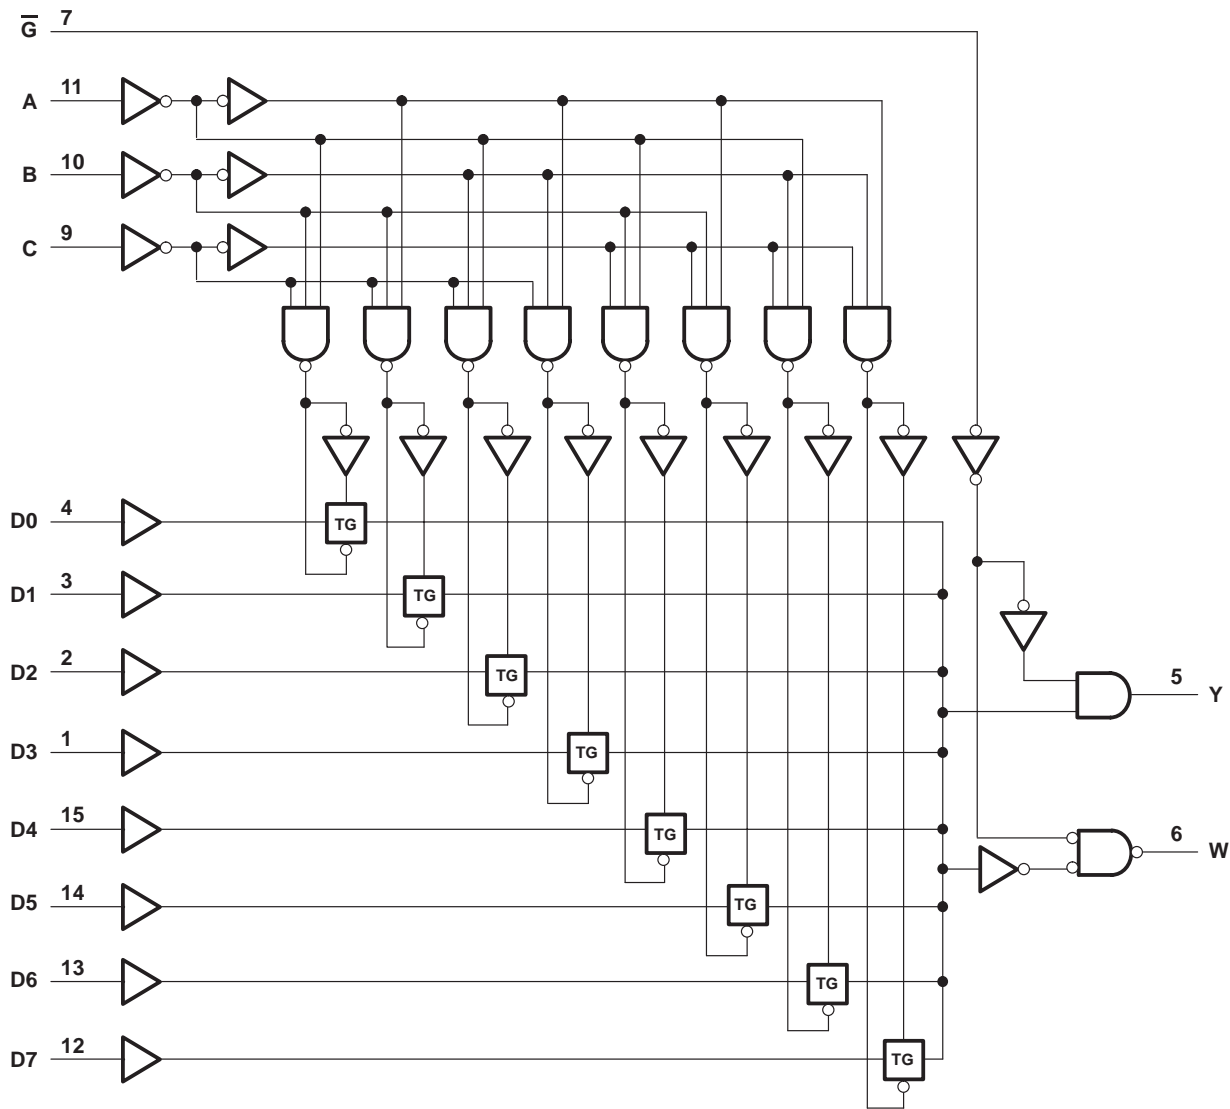 G̅ 7
A 11
B 10
C 9
D0 4 TG
D1 3 TG
D2 2 TG
5 Y
D3 1 TG
D4 15 TG
6 W
D5 14 TG
D6 13 TG
D7 12 TG